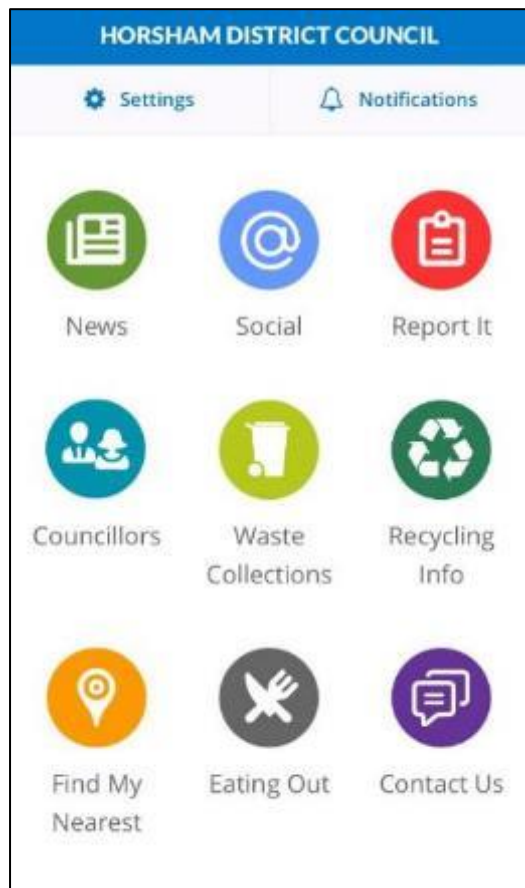 HORSHAM DISTRICT COUNCIL
Settings
Notifications
News
Social
Report It
Councillors
Waste
Collections
Recycling
Info
Find My
Nearest
Eating Out
Contact Us